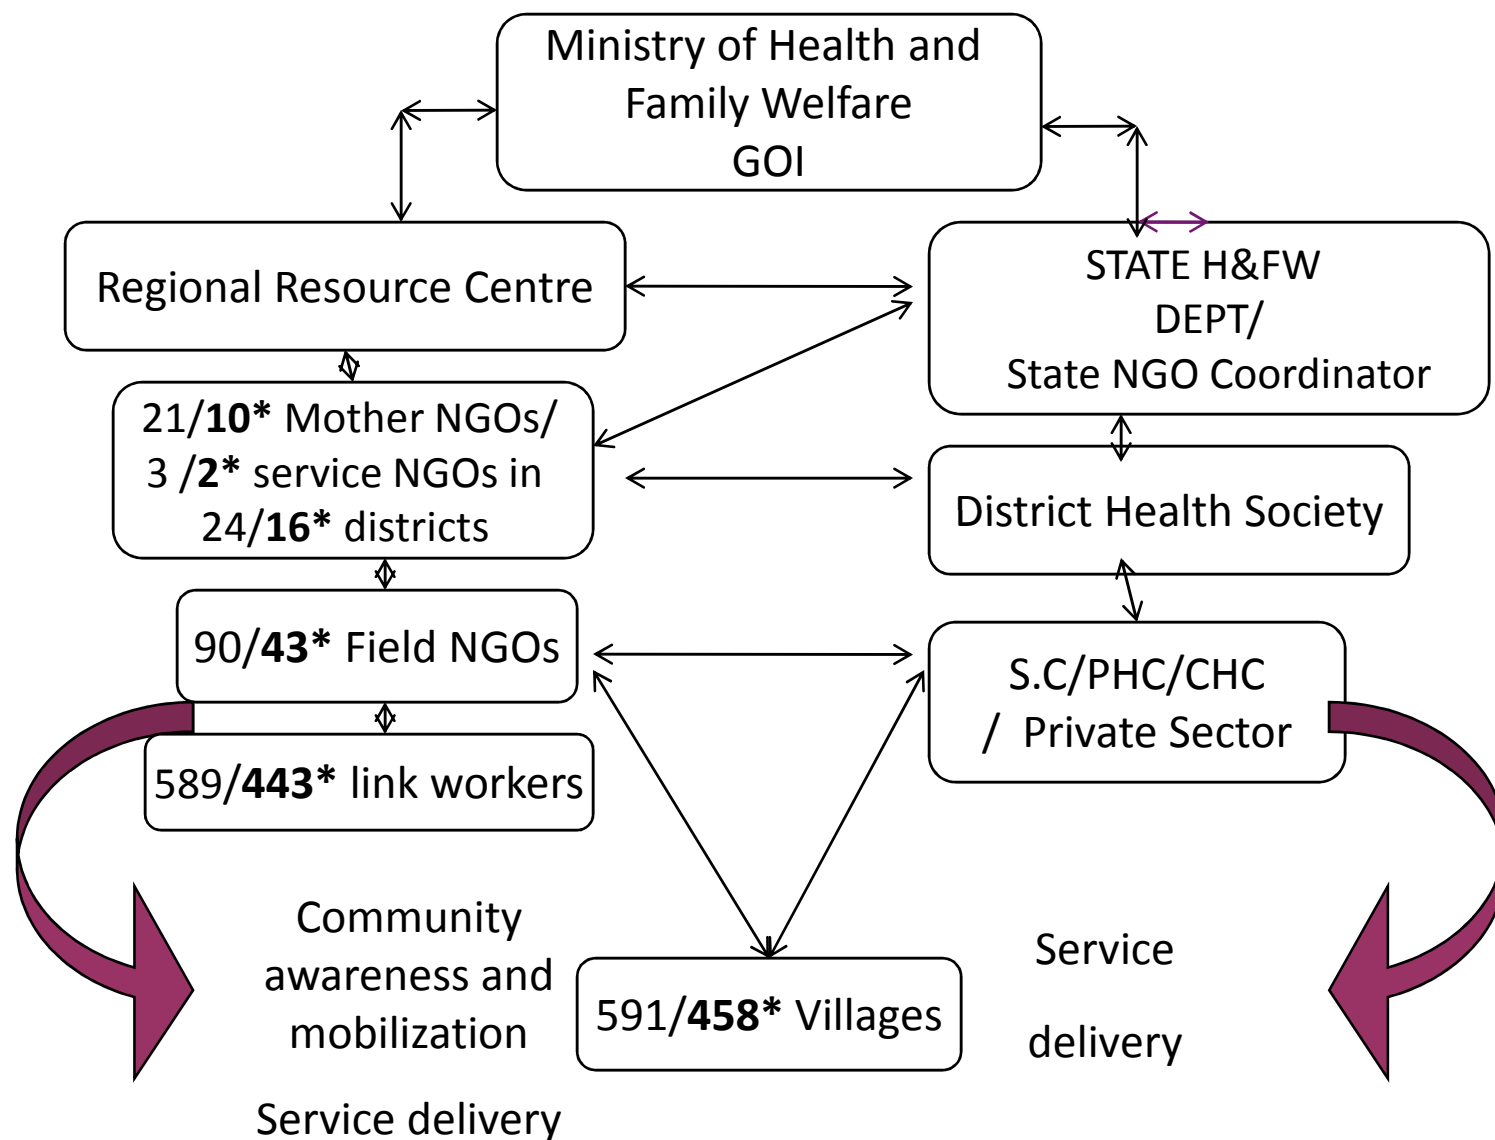 Ministry of Health and
Family Welfare
GOI
Regional Resource Centre
STATE H&FW
DEPT/
State NGO Coordinator
21/10* Mother NGOs/
3 /2* service NGOs in
24/16* districts
District Health Society
90/43* Field NGOs
S.C/PHC/CHC
/ Private Sector
589/443* link workers
Community
awareness and
mobilization
Service delivery
591/458* Villages
Service
delivery